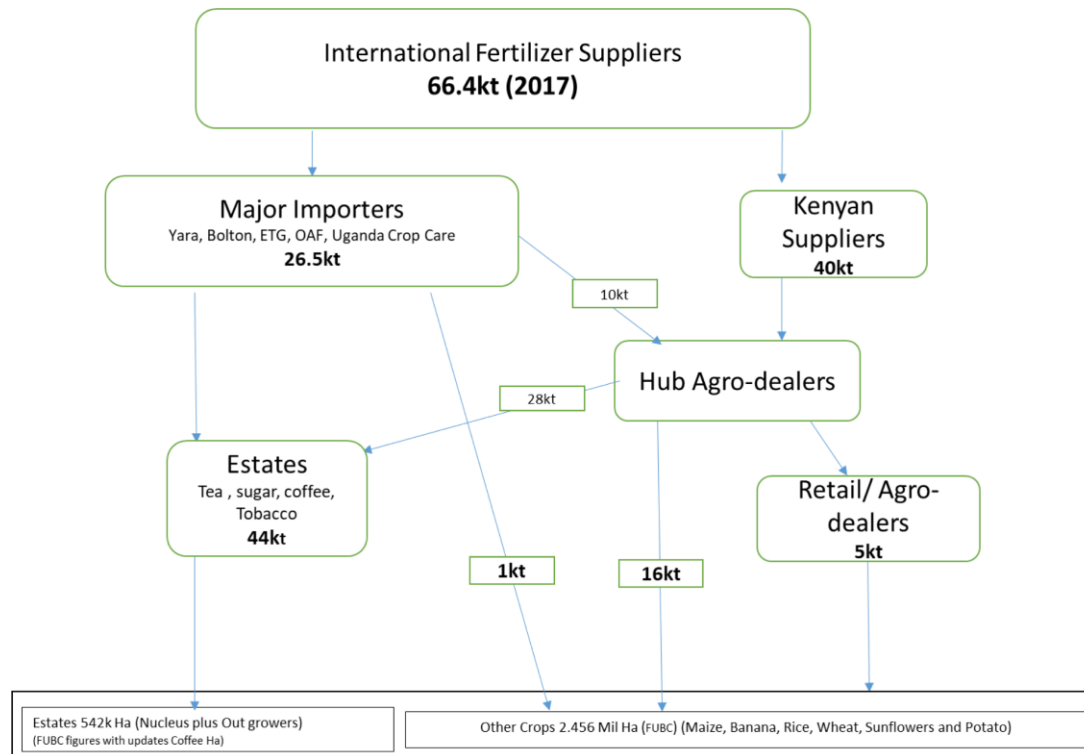 International Fertilizer Suppliers
66.4kt (2017)
Major Importers
Yara, Bolton, ETG, OAF, Uganda Crop Care
26.5kt
Kenyan
Suppliers
40kt
10kt
Hub Agro-dealers
28kt
Estates
Tea , sugar, coffee,
Tobacco
44kt
Retail/ Agro-
dealers
5kt
1kt
16kt
Estates 542k Ha (Nucleus plus Out growers)
(FUBC figures with updates Coffee Ha)
Other Crops 2.456 Mil Ha (FUBC) (Maize, Banana, Rice, Wheat, Sunflowers and Potato)